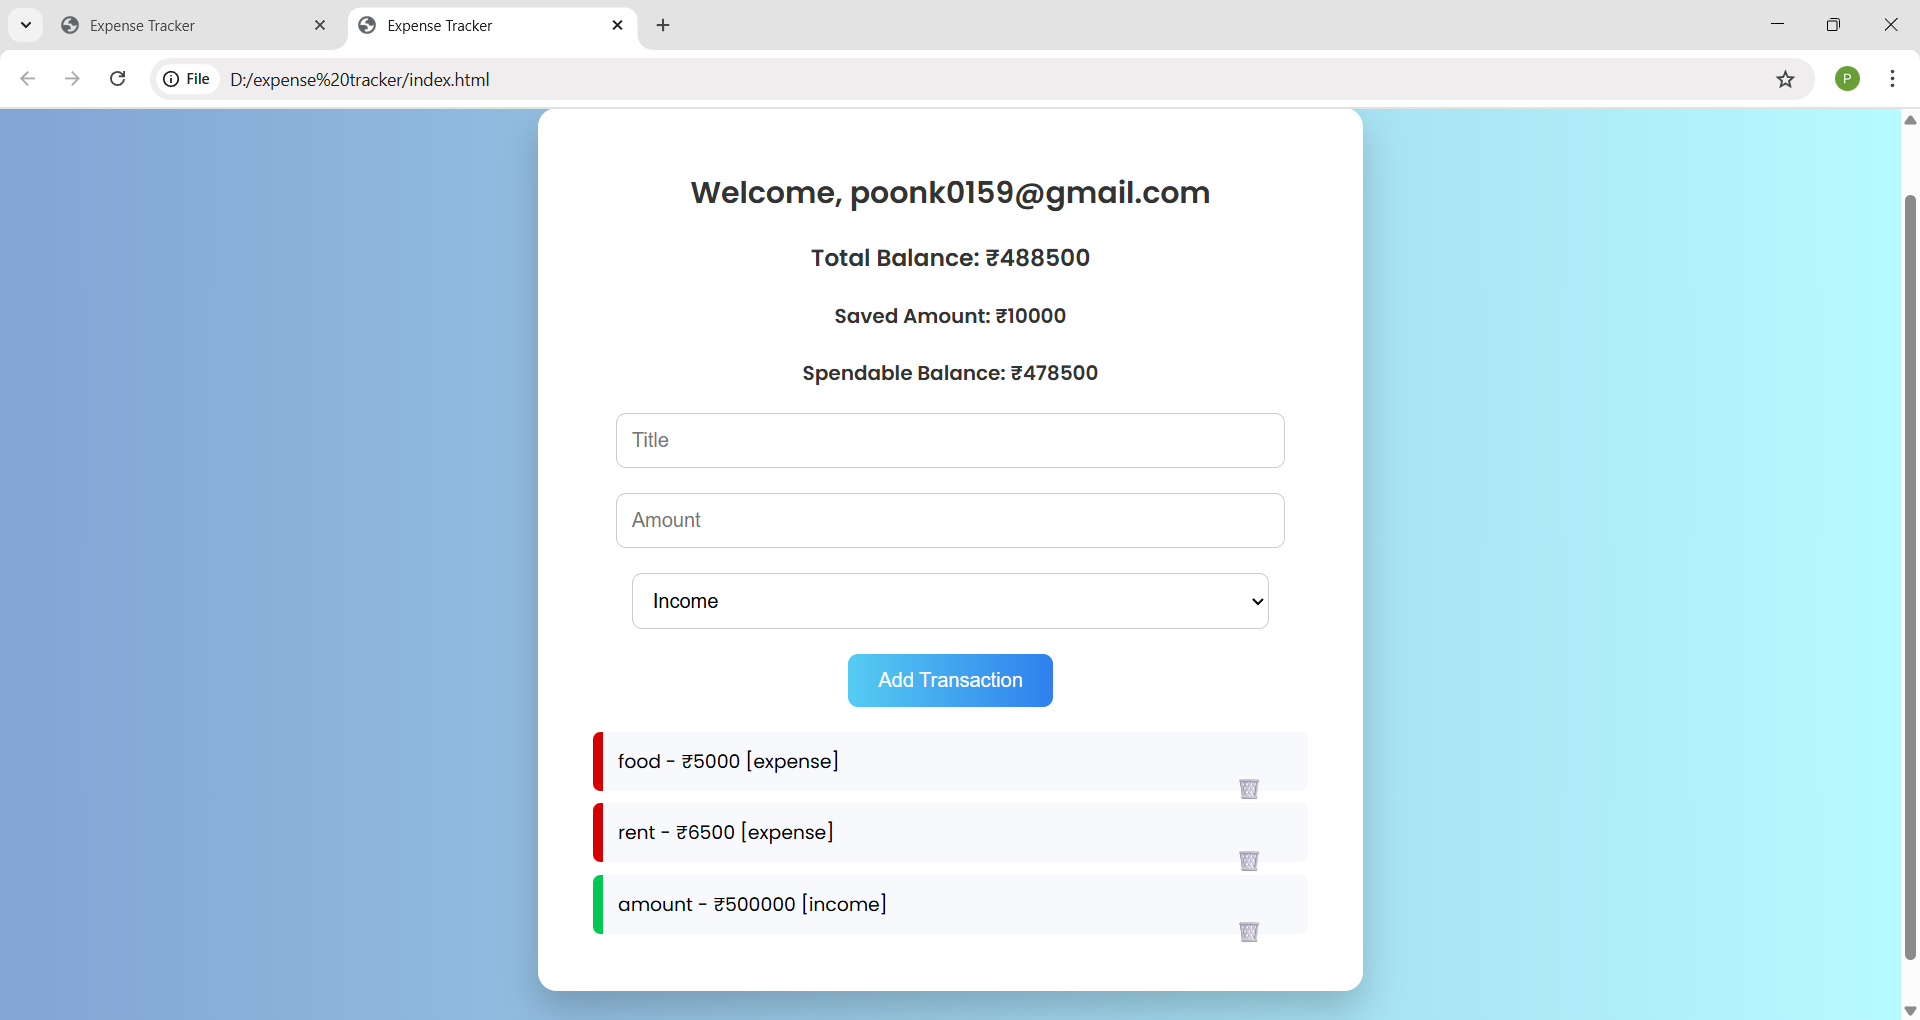 Expense Tracker
Expense Tracker
File D:/expense%20tracker/index.html
P
Welcome, poonk0159@gmail.com
Total Balance: ₹488500
Saved Amount: ₹10000
Spendable Balance: ₹478500
Title
Amount
Income
Add Transaction
food - ₹5000 [expense]
rent - ₹6500 [expense]
amount - ₹500000 [income]